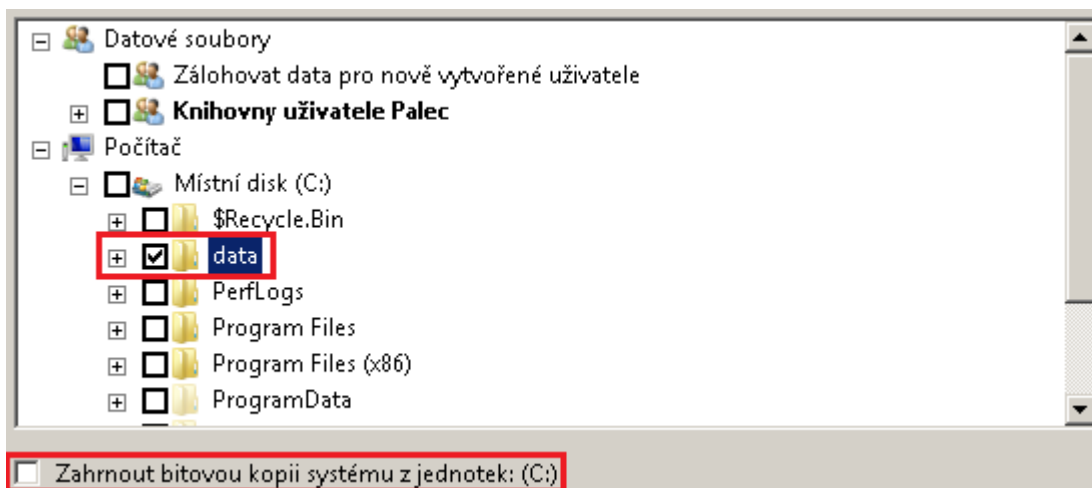 Datové soubory
Zálohovat data pro nově vytvořené uživatele
Knihovny uživatele Palec
Počítač
Místní disk (C:)
$Recycle.Bin
data
PerfLogs
Program Files
Program Files (x86)
ProgramData
Zahrnout bitovou kopii systému z jednotek: (C:)